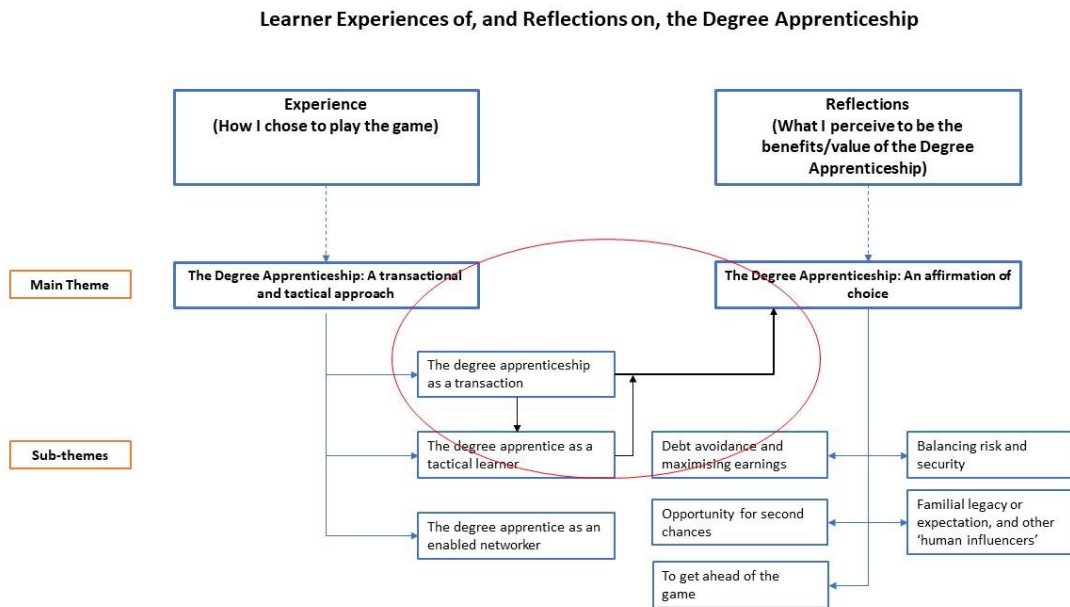 Learner Experiences of, and Reflections on, the Degree Apprenticeship
Experience
(How I chose to play the game)
Reflections
(What I perceive to be the
benefits/value of the Degree
Apprenticeship)
Main Theme
The Degree Apprenticeship: A transactional
and tactical approach
The Degree Apprenticeship: An affirmation of
choice
The degree apprenticeship
as a transaction
Sub-themes
The degree apprentice as a
tactical learner
Debt avoidance and
maximising earnings
Balancing risk and
security
The degree apprentice as an
enabled networker
Opportunity for second
chances
Familial legacy or
expectation, and other
‘human influencers’
To get ahead of the
game